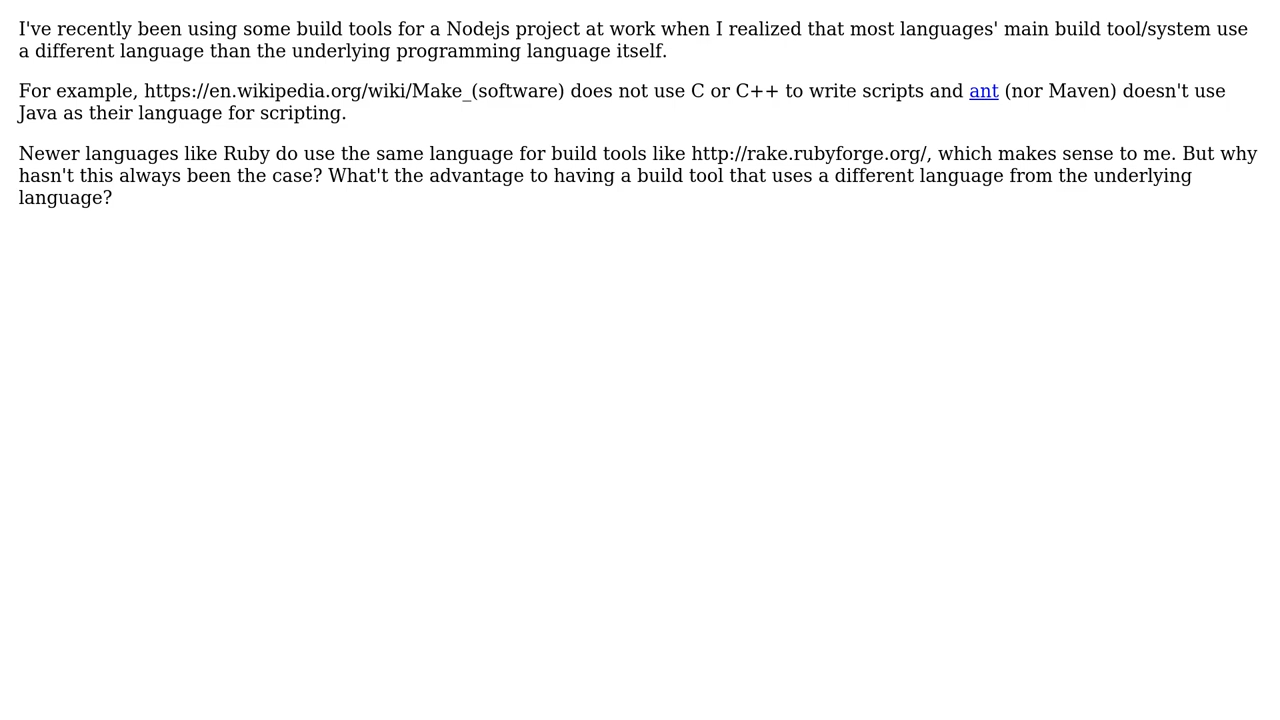 I've recently been using some build tools for a Nodejs project at work when I realized that most languages' main build tool/system use
a different language than the underlying programming language itself.
For example, https://en.wikipedia.org/wiki/Make_(software) does not use C or C++ to write scripts and ant (nor Maven) doesn't use
Java as their language for scripting.
Newer languages like Ruby do use the same language for build tools like http://rake.rubyforge.org/, which makes sense to me. But why
hasn't this always been the case? What's the advantage to having a build tool that uses a different language from the underlying
language?